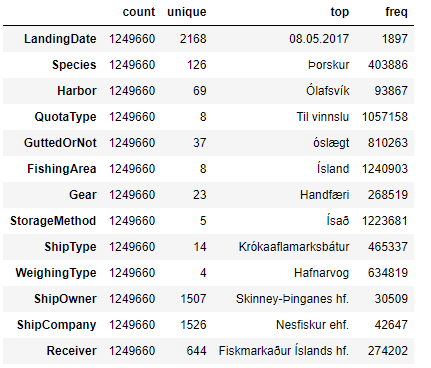 count unique top freq
LandingDate 1249660 2168 08.05.2017 1897
Species 1249660 126 Þorskur 403886
Harbor 1249660 69 Ólafsvík 93867
QuotaType 1249660 8 Til vinnslu 1057158
GuttedOrNot 1249660 37 óslægt 810263
FishingArea 1249660 8 Ísland 1240903
Gear 1249660 23 Handfæri 268519
StorageMethod 1249660 5 Ísað 1223681
ShipType 1249660 14 Krókaaflamarksbátur 465337
WeighingType 1249660 4 Hafnarvog 634819
ShipOwner 1249660 1507 Skinney-Þinganes hf. 30509
ShipCompany 1249660 1526 Nesfiskur ehf. 42647
Receiver 1249660 644 Fiskmarkaður Íslands hf. 274202